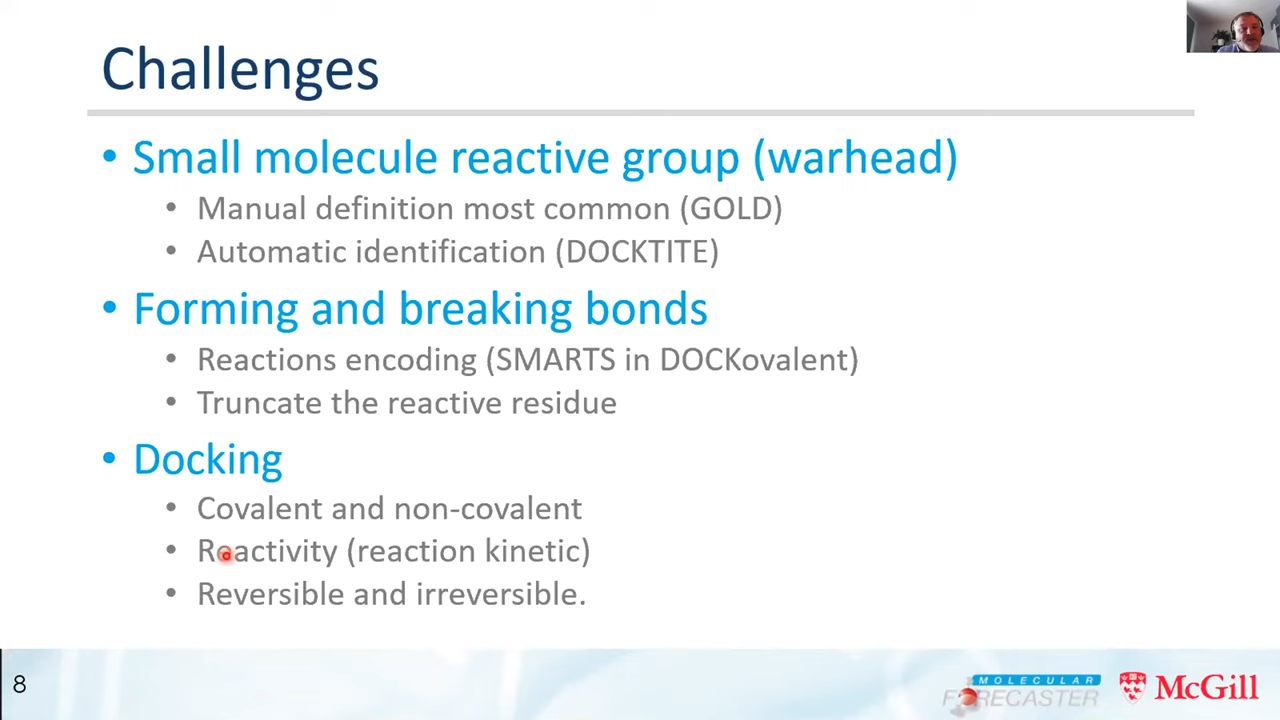 Challenges
• Small molecule reactive group (warhead)
• Manual definition most common (GOLD)
• Automatic identification (DOCKTITE)
• Forming and breaking bonds
• Reactions encoding (SMARTS in DOCKovalent)
• Truncate the reactive residue
• Docking
• Covalent and non-covalent
• Reactivity (reaction kinetic)
• Reversible and irreversible.
8
MOLECULAR
FORECASTER
McGill